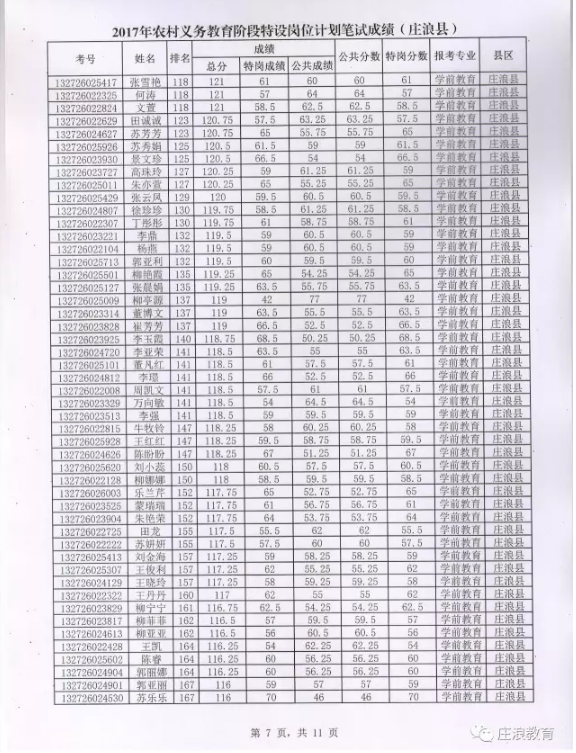 2017年农村义务教育阶段特设岗位计划笔试成绩（庄浪县）
考号 姓名 排名 成绩 公共分数 特岗分数 报考专业 县区
总分 特岗成绩 公共成绩
132726025417 张雪艳 118 121 61 60 60 61 学前教育 庄浪县
132726022325 何涛 118 121 57 64 64 57 学前教育 庄浪县
132726022824 文萱 118 121 58.5 62.5 62.5 58.5 学前教育 庄浪县
132726022629 田诚诚 123 120.75 57.5 63.25 63.25 57.5 学前教育 庄浪县
132726024627 苏芳芳 123 120.75 65 55.75 55.75 65 学前教育 庄浪县
132726025926 苏秀娟 125 120.5 61.5 59 59 61.5 学前教育 庄浪县
132726023930 景文珍 125 120.5 66.5 54 54 66.5 学前教育 庄浪县
132726023727 高珠玲 127 120.25 59 61.25 61.25 59 学前教育 庄浪县
132726025011 朱亦萱 127 120.25 65 55.25 55.25 65 学前教育 庄浪县
132726025429 张云凤 129 120 59.5 60.5 60.5 59.5 学前教育 庄浪县
132726024807 徐珍珍 130 119.75 58.5 61.25 61.25 58.5 学前教育 庄浪县
132726022307 丁彤彤 130 119.75 61 58.75 58.75 61 学前教育 庄浪县
132726023221 李鼎 132 119.5 59 60.5 60.5 59 学前教育 庄浪县
132726022104 杨燕 132 119.5 59 60.5 60.5 59 学前教育 庄浪县
132726025713 郭亚利 132 119.5 60 59.5 59.5 60 学前教育 庄浪县
132726025501 柳艳霞 135 119.25 65 54.25 54.25 65 学前教育 庄浪县
132726025127 张晨娟 135 119.25 63.5 55.75 55.75 63.5 学前教育 庄浪县
132726025009 柳亭源 137 119 42 77 77 42 学前教育 庄浪县
132726023314 董博文 137 119 63.5 55.5 55.5 63.5 学前教育 庄浪县
132726023828 崔芳芳 137 119 66.5 52.5 52.5 66.5 学前教育 庄浪县
132726023925 李玉霞 140 118.75 68.5 50.25 50.25 68.5 学前教育 庄浪县
132726024720 李亚荣 141 118.5 63.5 55 55 63.5 学前教育 庄浪县
132726025101 董凡红 141 118.5 61 57.5 57.5 61 学前教育 庄浪县
132726024812 李璟 141 118.5 66 52.5 52.5 66 学前教育 庄浪县
132726022008 周凯文 141 118.5 57.5 61 61 57.5 学前教育 庄浪县
132726023329 万向敏 141 118.5 54 64.5 64.5 54 学前教育 庄浪县
132726023513 李强 141 118.5 59 59.5 59.5 59 学前教育 庄浪县
132726022815 牛牧铃 147 118.25 58 60.25 60.25 58 学前教育 庄浪县
132726025928 王红红 147 118.25 59.5 58.75 58.75 59.5 学前教育 庄浪县
132726024626 陈盼盼 147 118.25 67 51.25 51.25 67 学前教育 庄浪县
132726025620 刘小蕊 150 118 60.5 57.5 57.5 60.5 学前教育 庄浪县
132726022128 柳娜娜 150 118 58.5 59.5 59.5 58.5 学前教育 庄浪县
132726026003 乐兰芹 152 117.75 65 52.75 52.75 65 学前教育 庄浪县
132726023525 蒙瑞瑞 152 117.75 61 56.75 56.75 61 学前教育 庄浪县
132726023904 朱艳荣 152 117.75 64 53.75 53.75 64 学前教育 庄浪县
132726022725 田龙 155 117.5 55.5 62 62 55.5 学前教育 庄浪县
132726022222 苏妍妍 155 117.5 57.5 60 60 57.5 学前教育 庄浪县
132726025413 刘金海 157 117.25 59 58.25 58.25 59 学前教育 庄浪县
132726025307 王俊利 157 117.25 62 55.25 55.25 62 学前教育 庄浪县
132726024129 王晓玲 157 117.25 58 59.25 59.25 58 学前教育 庄浪县
132726022322 王丹丹 160 117 62 55 55 62 学前教育 庄浪县
132726023829 柳宁宁 161 116.75 62.5 54.25 54.25 62.5 学前教育 庄浪县
132726023817 柳菲菲 162 116.5 57 59.5 59.5 57 学前教育 庄浪县
132726024613 柳亚亚 162 116.5 56 60.5 60.5 56 学前教育 庄浪县
132726022428 王凯 164 116.25 54 62.25 62.25 54 学前教育 庄浪县
132726025602 陈睿 164 116.25 60 56.25 56.25 60 学前教育 庄浪县
132726024904 郭丽娜 164 116.25 60 56.25 56.25 60 学前教育 庄浪县
132726024901 郭亚丽 167 116 59 57 57 59 学前教育 庄浪县
132726024530 苏乐乐 167 116 70 46 46 70 学前教育 庄浪县
第 7 页，共 11 页
庄浪教育